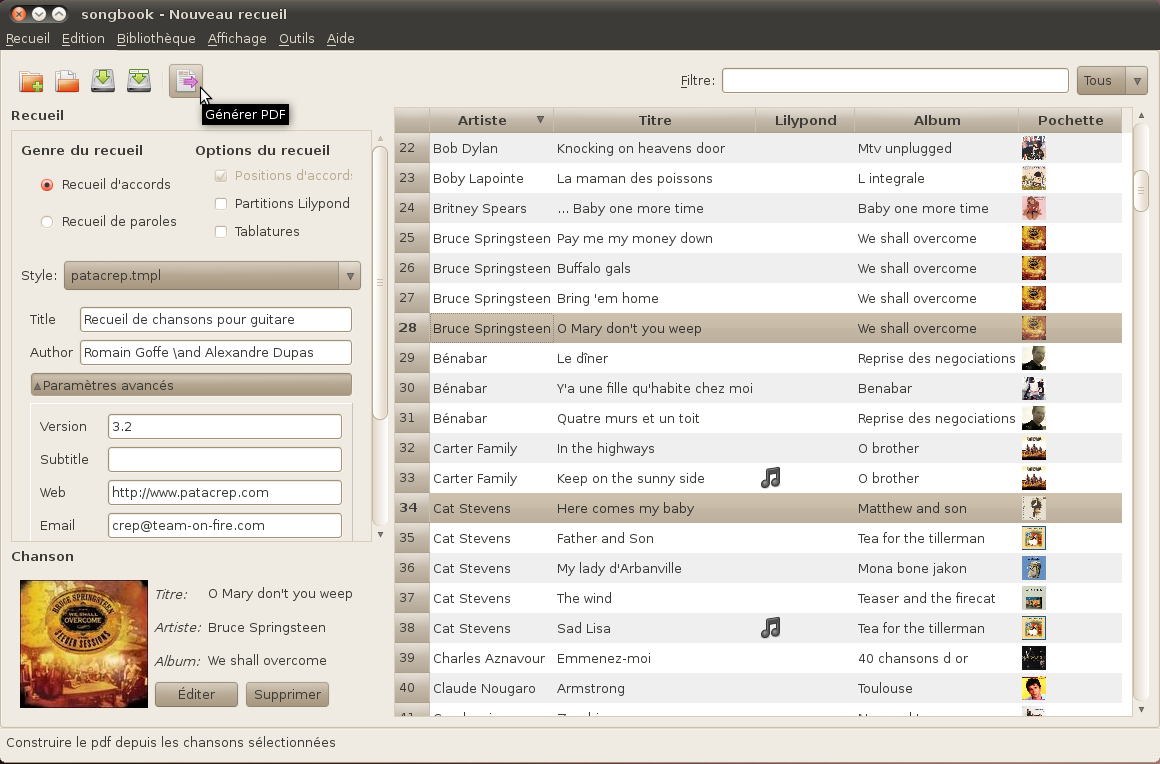 songbook - Nouveau recueil
Recueil Edition Bibliothèque Affichage Outils Aide
Filtre: Tous
Générer PDF
Recueil
Genre du recueil Options du recueil
Recueil d'accords Positions d'accords
Partitions Lilypond
Recueil de paroles
Tablatures
Style: patacrep.tmpl
Title Recueil de chansons pour guitare
Author Romain Goffe \and Alexandre Dupas
Paramètres avancés
Version 3.2
Subtitle
Web http://www.patacrep.com
Email crep@team-on-fire.com
Chanson
BRUCE SPRINGSTEEN
WE SHALL
OVERCOME
SEEGER SESSIONS
Titre: O Mary don't you weep
Artiste: Bruce Springsteen
Album: We shall overcome
Éditer Supprimer
Artiste Titre Lilypond Album Pochette
22 Bob Dylan Knocking on heavens door Mtv unplugged
23 Boby Lapointe La maman des poissons L integrale
24 Britney Spears ... Baby one more time Baby one more time
25 Bruce Springsteen Pay me my money down We shall overcome
26 Bruce Springsteen Buffalo gals We shall overcome
27 Bruce Springsteen Bring 'em home We shall overcome
28 Bruce Springsteen O Mary don't you weep We shall overcome
29 Bénabar Le dîner Reprise des negociations
30 Bénabar Y'a une fille qu'habite chez moi Benabar
31 Bénabar Quatre murs et un toit Reprise des negociations
32 Carter Family In the highways O brother
33 Carter Family Keep on the sunny side O brother
34 Cat Stevens Here comes my baby Matthew and son
35 Cat Stevens Father and Son Tea for the tillerman
36 Cat Stevens My lady d'Arbanville Mona bone jakon
37 Cat Stevens The wind Teaser and the firecat
38 Cat Stevens Sad Lisa Tea for the tillerman
39 Charles Aznavour Emmenez-moi 40 chansons d or
40 Claude Nougaro Armstrong Toulouse
Construire le pdf depuis les chansons sélectionnées